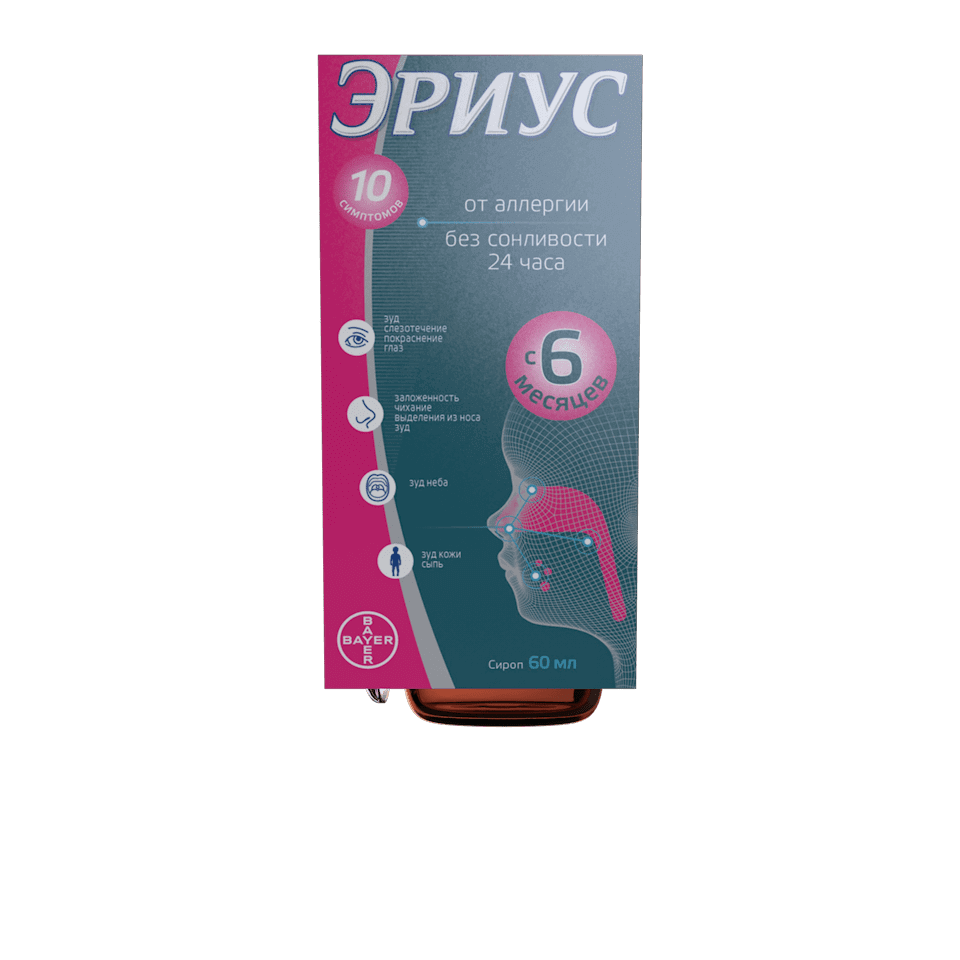 ЭРИУС
10
СИМПТОМОВ
от аллергии
без сонливости
24 часа
зуд
слезотечение
покраснение
глаз
с 6
месяцев
заложенность
чихание
выделения из носа
зуд
зуд неба
зуд кожи
сыпь
BAYER
BAYER
Сироп 60 мл